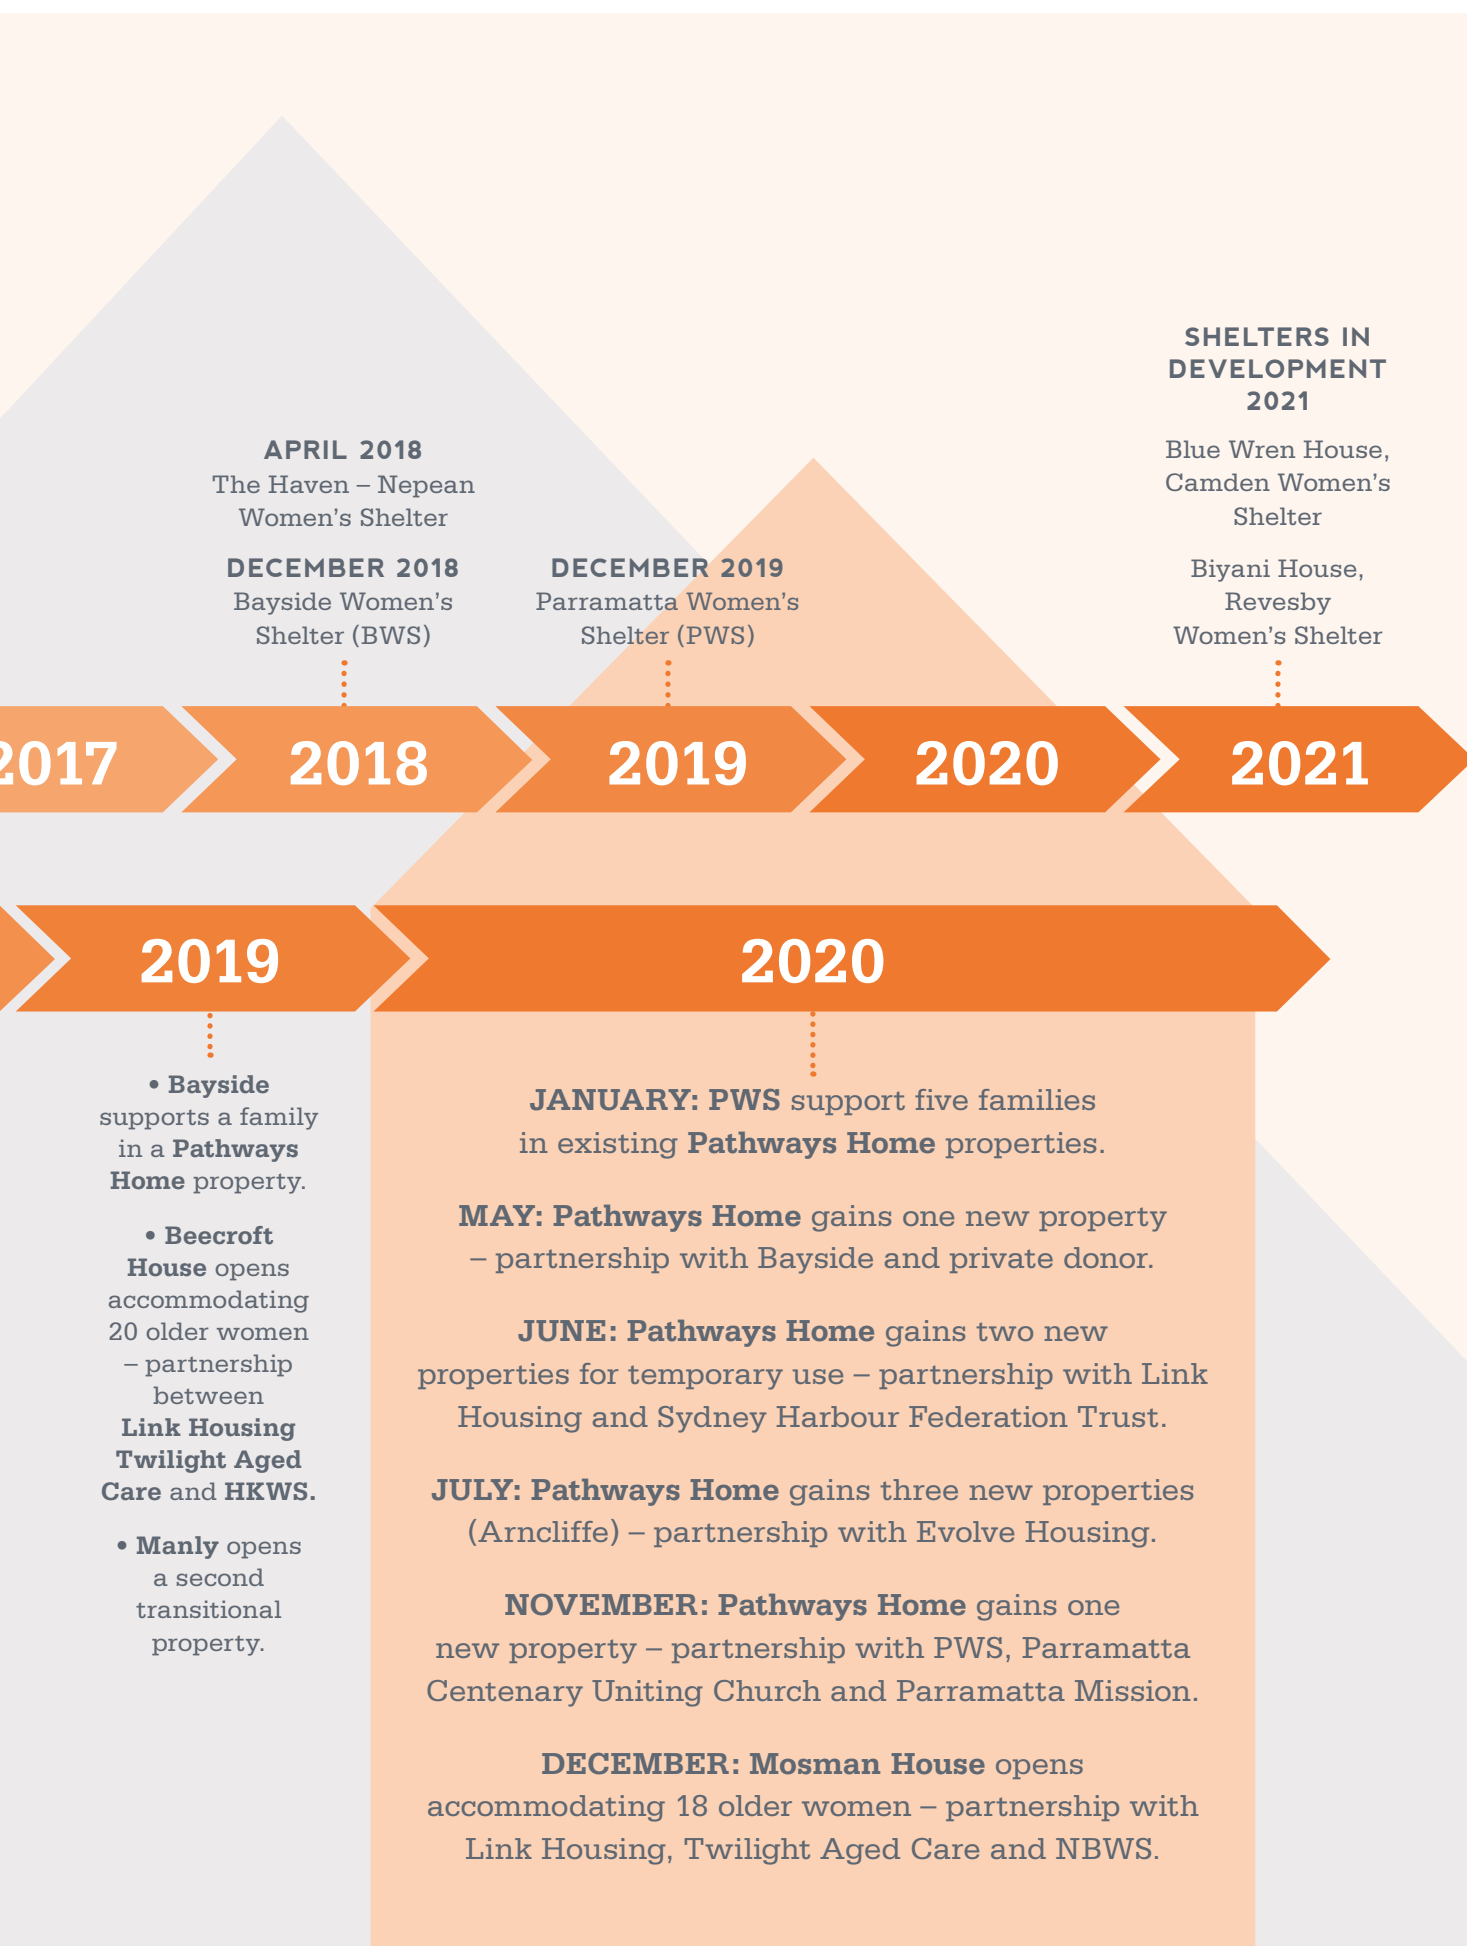 APRIL 2018
The Haven – Nepean
Women’s Shelter
DECEMBER 2018
Bayside Women’s
Shelter (BWS)
DECEMBER 2019
Parramatta Women’s
Shelter (PWS)
SHELTERS IN
DEVELOPMENT
2021
Blue Wren House,
Camden Women’s
Shelter
Biyani House,
Revesby
Women’s Shelter
2017
2018
2019
2020
2021
2019
2020
• Bayside
supports a family
in a Pathways
Home property.
• Beecroft
House opens
accommodating
20 older women
– partnership
between
Link Housing
Twilight Aged
Care and HKWS.
• Manly opens
a second
transitional
property.
JANUARY: PWS support five families
in existing Pathways Home properties.
MAY: Pathways Home gains one new property
– partnership with Bayside and private donor.
JUNE: Pathways Home gains two new
properties for temporary use – partnership with Link
Housing and Sydney Harbour Federation Trust.
JULY: Pathways Home gains three new properties
(Arncliffe) – partnership with Evolve Housing.
NOVEMBER: Pathways Home gains one
new property – partnership with PWS, Parramatta
Centenary Uniting Church and Parramatta Mission.
DECEMBER: Mosman House opens
accommodating 18 older women – partnership with
Link Housing, Twilight Aged Care and NBWS.